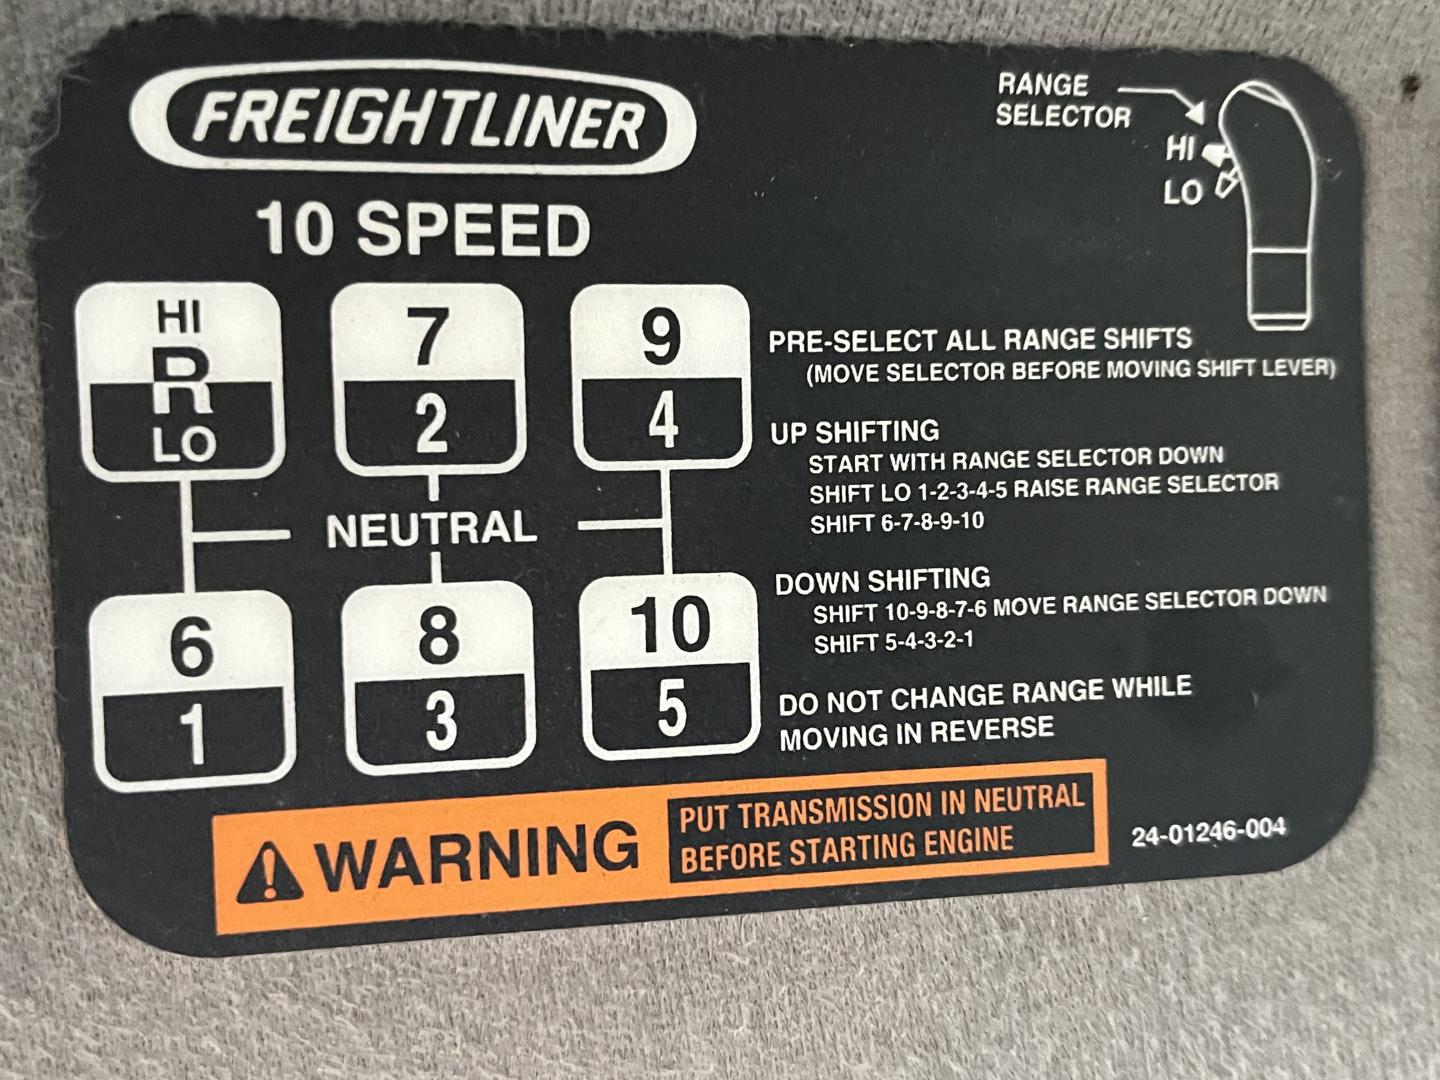 FREIGHTLINER
10 SPEED
RANGE
SELECTOR
HI
LO
HI
R
LO
7
2
9
4
NEUTRAL
6
1
8
3
10
5
PRE-SELECT ALL RANGE SHIFTS
(MOVE SELECTOR BEFORE MOVING SHIFT LEVER)
UP SHIFTING
START WITH RANGE SELECTOR DOWN
SHIFT LO 1-2-3-4-5 RAISE RANGE SELECTOR
SHIFT 6-7-8-9-10
DOWN SHIFTING
SHIFT 10-9-8-7-6 MOVE RANGE SELECTOR DOWN
SHIFT 5-4-3-2-1
DO NOT CHANGE RANGE WHILE
MOVING IN REVERSE
WARNING
PUT TRANSMISSION IN NEUTRAL
BEFORE STARTING ENGINE
24-01246-004